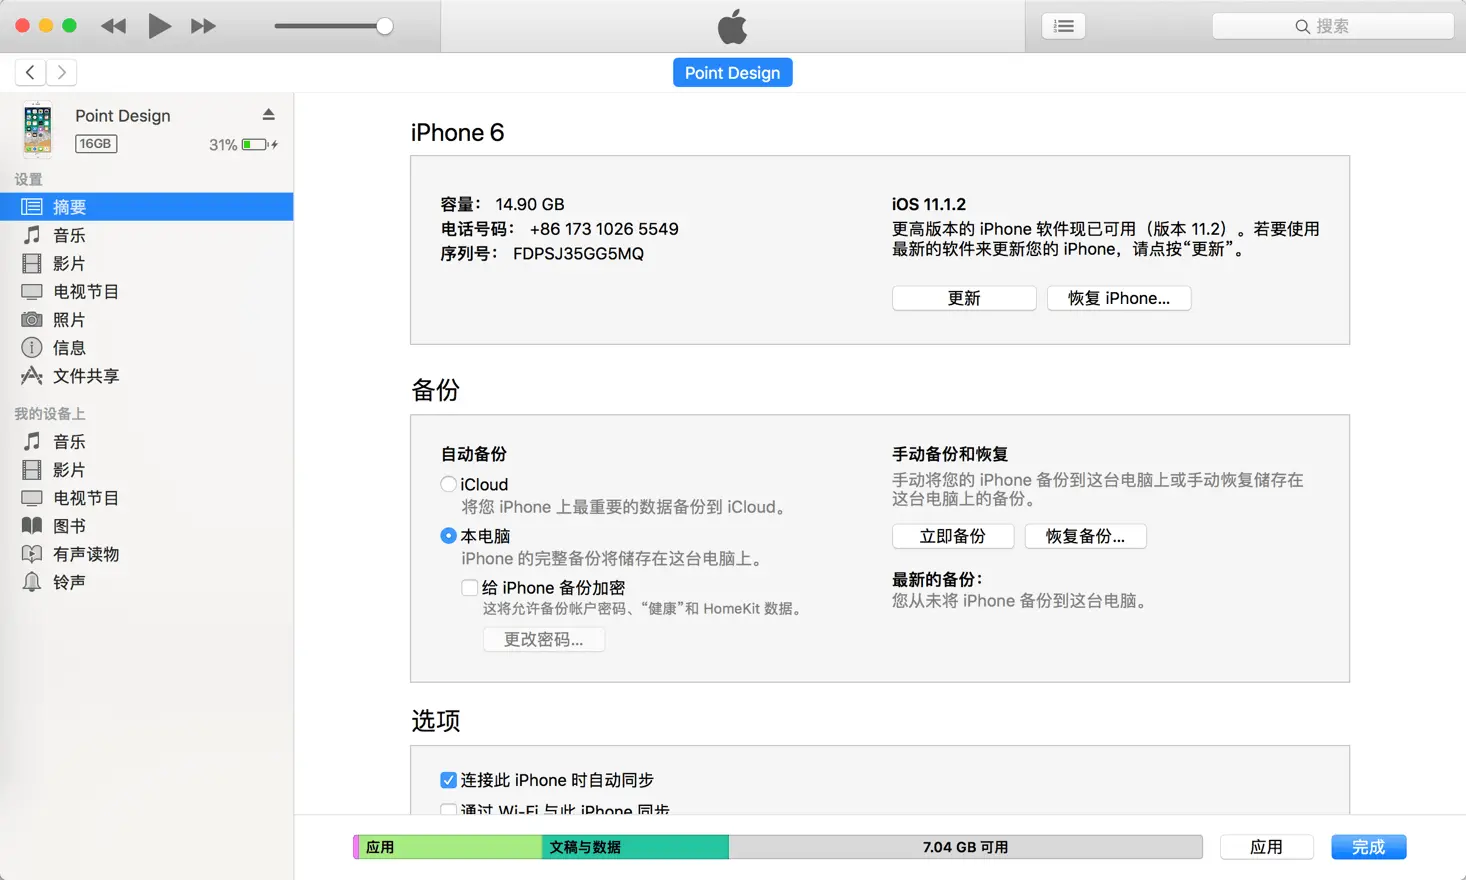 搜索
Point Design
Point Design
16GB
31%
设置
摘要
音乐
影片
电视节目
照片
信息
文件共享
我的设备上
音乐
影片
电视节目
图书
有声读物
铃声
iPhone 6
容量： 14.90 GB
电话号码： +86 173 1026 5549
序列号： FDPSJ35GG5MQ
iOS 11.1.2
更高版本的 iPhone 软件现已可用（版本 11.2）。若要使用
最新的软件来更新您的 iPhone，请点按“更新”。
更新
恢复 iPhone...
备份
自动备份
iCloud
将您 iPhone 上最重要的数据备份到 iCloud。
本电脑
iPhone 的完整备份将储存在这台电脑上。
给 iPhone 备份加密
这将允许备份帐户密码、“健康”和 HomeKit 数据。
更改密码...
手动备份和恢复
手动将您的 iPhone 备份到这台电脑上或手动恢复储存在
这台电脑上的备份。
立即备份
恢复备份...
最新的备份：
您从未将 iPhone 备份到这台电脑。
选项
连接此 iPhone 时自动同步
通过 Wi-Fi 与此 iPhone 同步
应用
文稿与数据
7.04 GB 可用
应用
完成